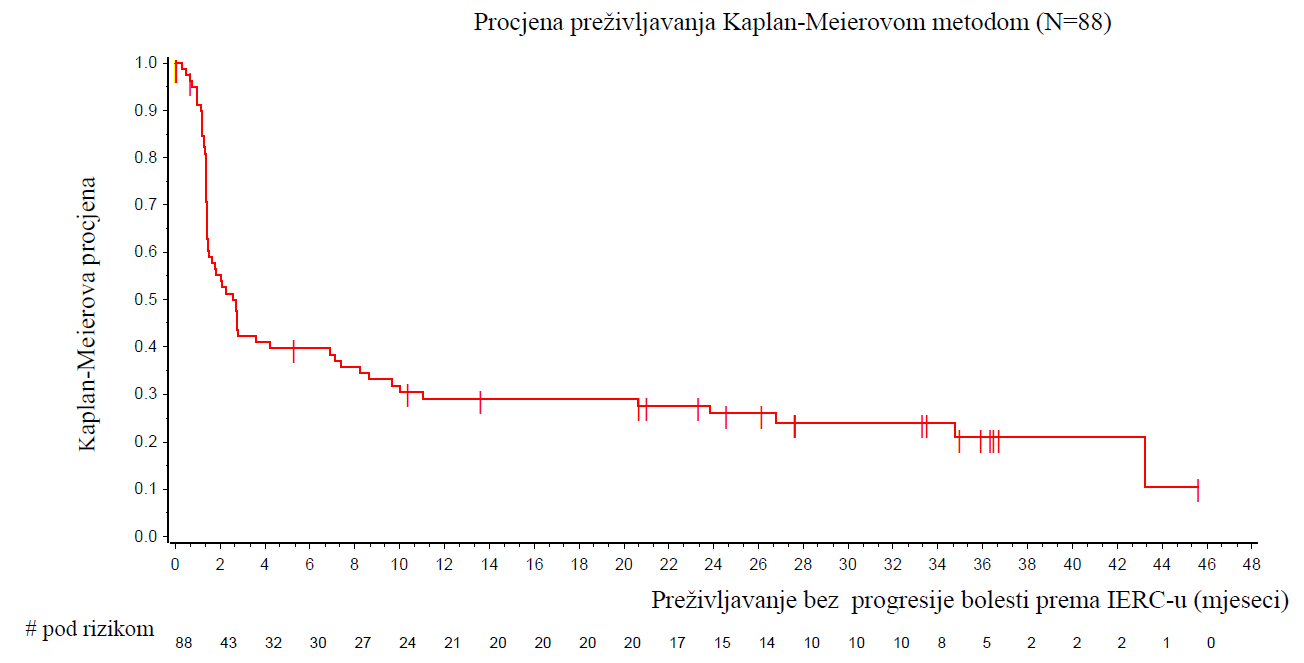 Procjena preživljavanja Kaplan-Meierovom metodom (N=88)
Kaplan-Meierova procjena
1.0
0.9
0.8
0.7
0.6
0.5
0.4
0.3
0.2
0.1
0.0
0 2 4 6 8 10 12 14 16 18 20 22 24 26 28 30 32 34 36 38 40 42 44 46 48
Preživljavanje bez progresije bolesti prema IERC-u (mjeseci)
# pod rizikom
88 43 32 30 27 24 21 20 20 20 20 17 15 14 10 10 10 8 5 2 2 2 1 0